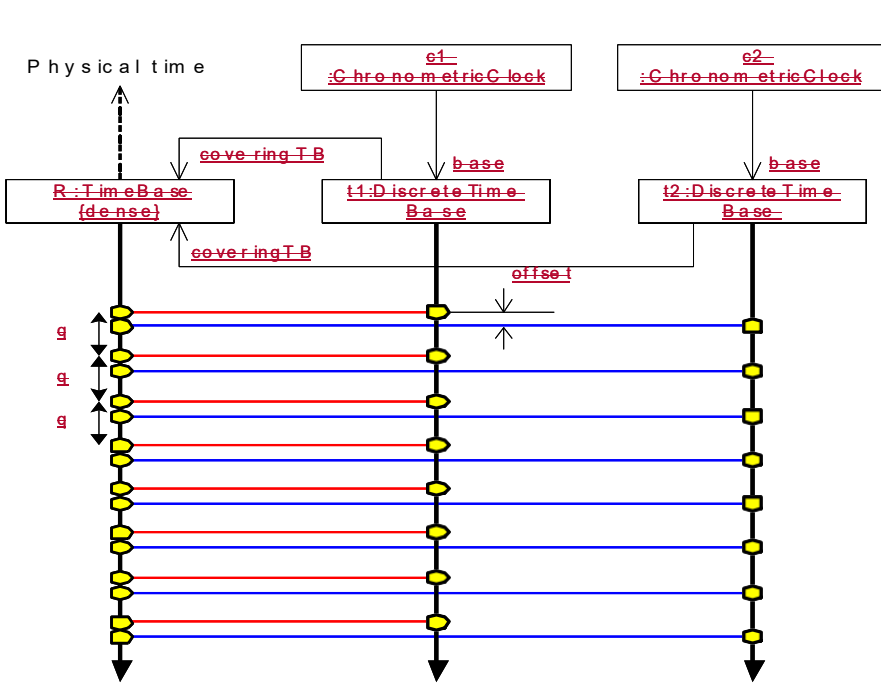 Physical time
c1
:ChronometricClock
c2
:ChronometricClock
coveringTB
base
base
R:TimeBase
{dense}
t1:DiscreteTime
Base
t2:DiscreteTime
Base
coveringTB
offset
q
q
q